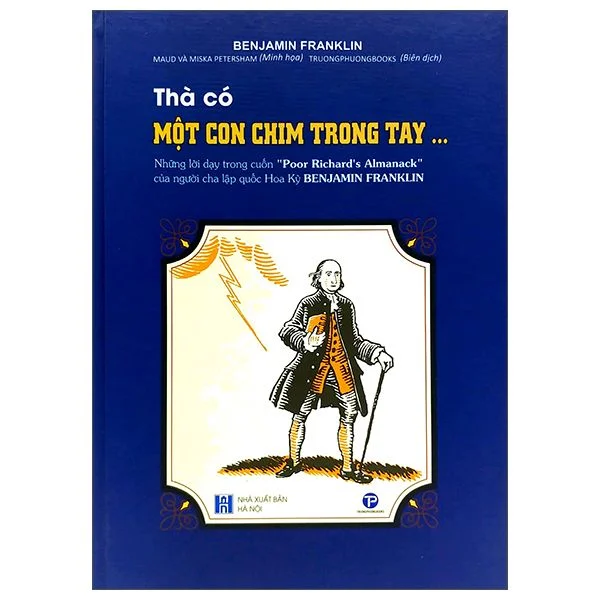 BENJAMIN FRANKLIN
MAUD VÀ MISKA PETERSHAM (Minh họa) TRUONGPHUONGBOOKS (Biên dịch)
Thà có
MỘT CON CHIM TRONG TAY ...
Những lời dạy trong cuốn "Poor Richard's Almanack"
của người cha lập quốc Hoa Kỳ BENJAMIN FRANKLIN
NHÀ XUẤT BẢN
HÀ NỘI
TRUONGPHUONGBOOKS